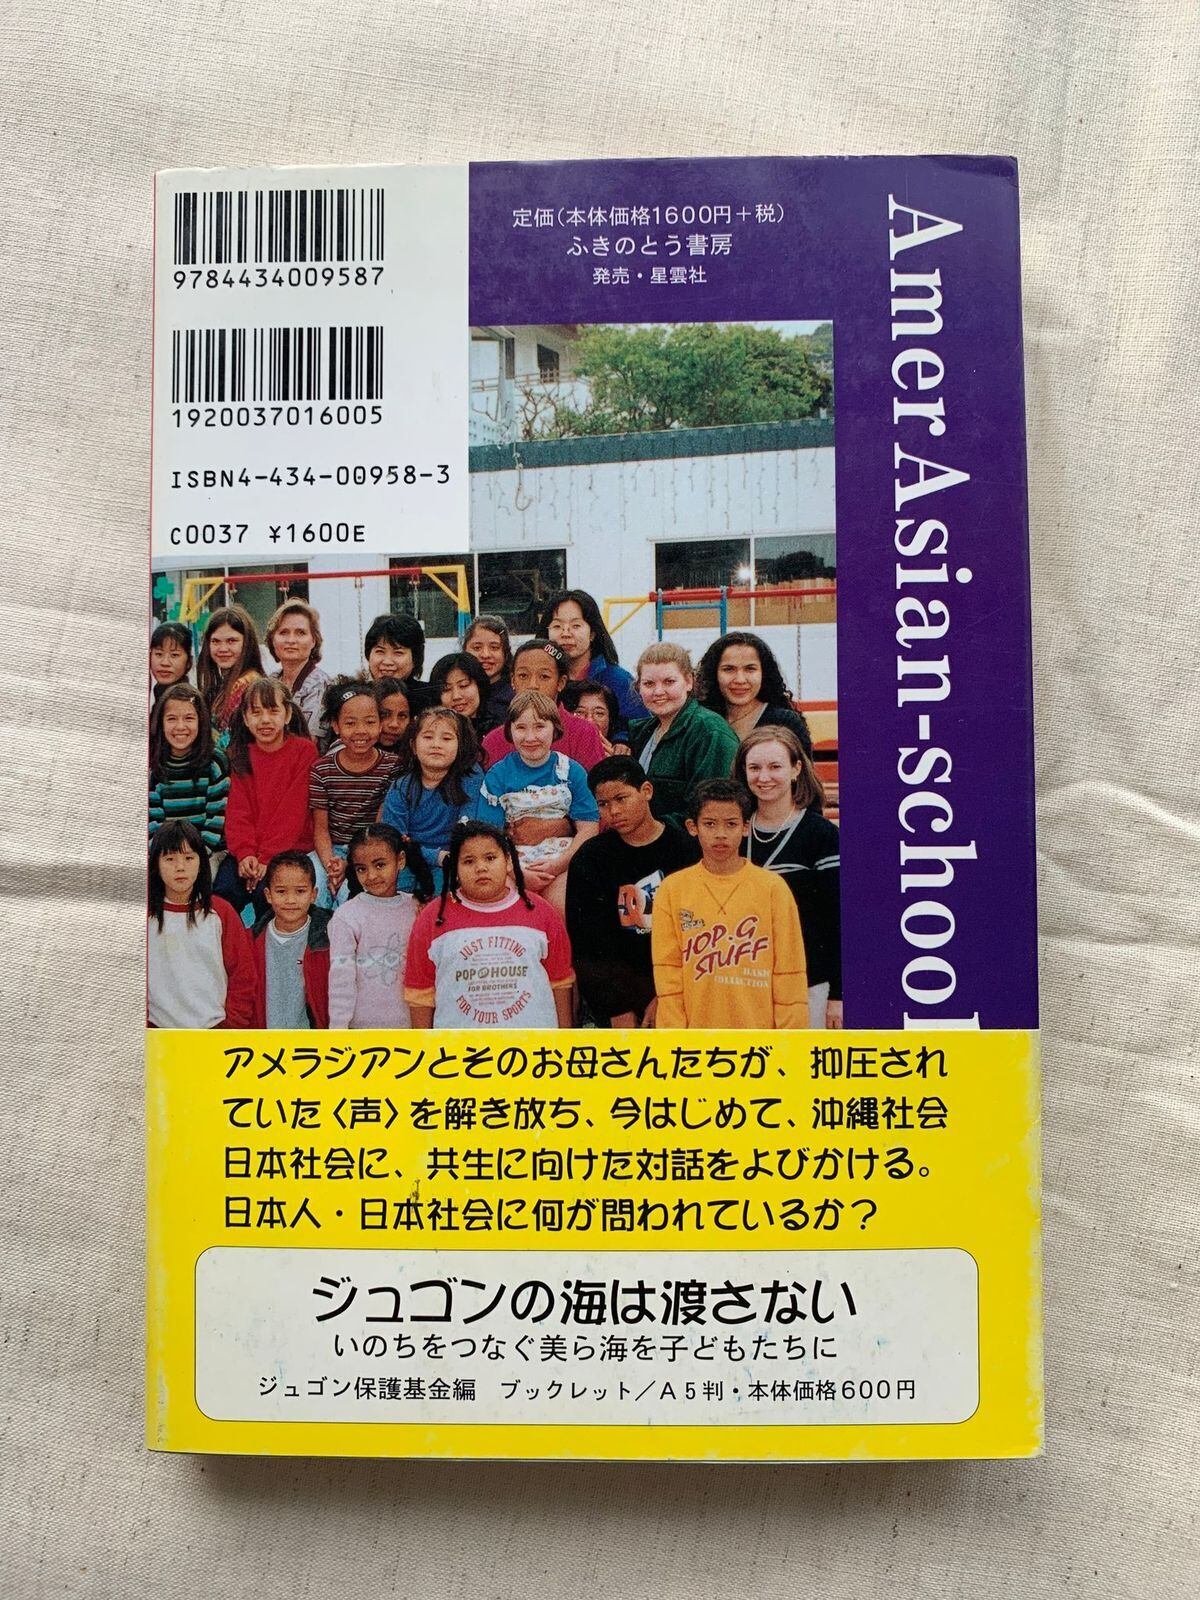 9784434009587
1920037016005
ISBN4-434-00958-3
C0037 ¥1600E
定価(本体価格1600円+税)
ふきのとう書房
発売・星雲社
AmerAsian-school
JUST FITTING
POP HOUSE
FOR BROTHERS
FOR YOUR SPORTS
HOP.G
STUFF
BASIC
COLLECTION
アメラジアンとそのお母さんたちが、抑圧され
ていた〈声〉を解き放ち、今はじめて、沖縄社会
日本社会に、共生に向けた対話をよびかける。
日本人・日本社会に何が問われているか?
ジュゴンの海は渡さない
いのちをつなぐ美ら海を子どもたちに
ジュゴン保護基金編 ブックレット/A5判・本体価格600円